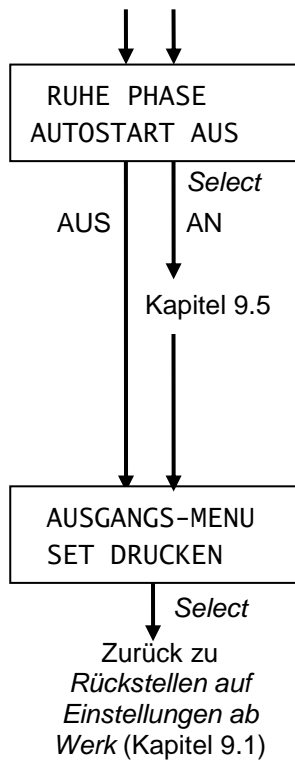 RUHE PHASE
AUTOSTART AUS
Select
AUS AN
Kapitel 9.5
AUSGANGS-MENU
SET DRUCKEN
Select
Zurück zu
Rückstellen auf
Einstellungen ab
Werk (Kapitel 9.1)